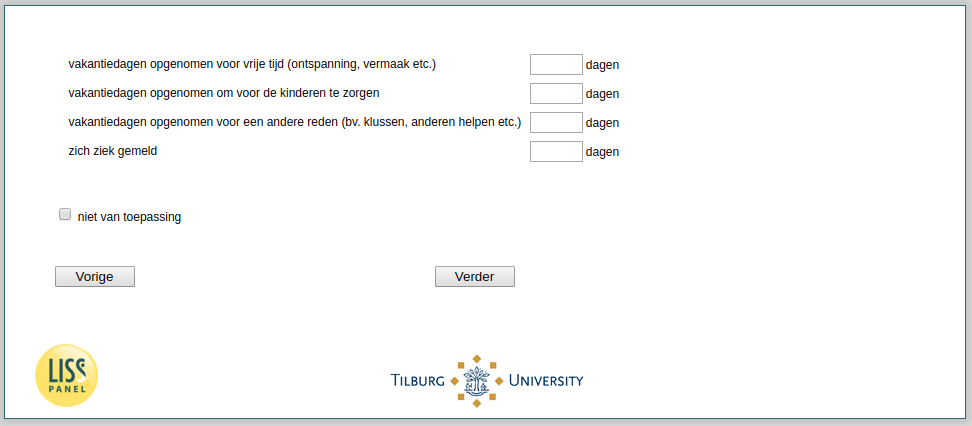 vakantiedagen opgenomen voor vrije tijd (ontspanning, vermaak etc.) dagen
vakantiedagen opgenomen om voor de kinderen te zorgen dagen
vakantiedagen opgenomen voor een andere reden (bv. klussen, anderen helpen etc.) dagen
zich ziek gemeld dagen
niet van toepassing
Vorige Verder
LISS
PANEL
TILBURG UNIVERSITY